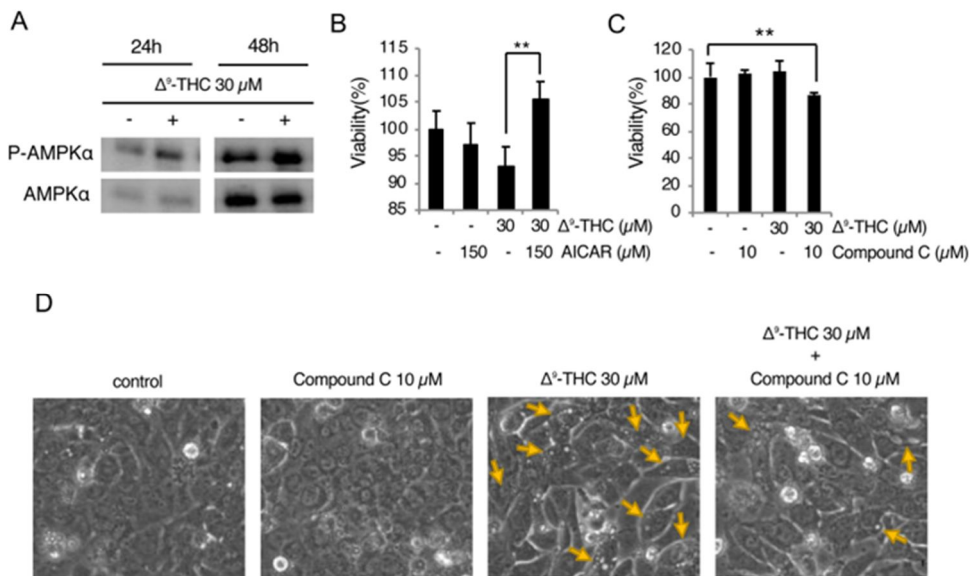 A
24h 48h
Δ⁹-THC 30 µM
- + - +
P-AMPKα
AMPKα
B
**
Viability(%)
115
110
105
100
95
90
85
- - 30 30 Δ⁹-THC (µM)
- 150 - 150 AICAR (µM)
C
**
Viability(%)
120
100
80
60
40
20
0
- - 30 30 Δ⁹-THC (µM)
- 10 - 10 Compound C (µM)
D
control
Compound C 10 µM
Δ⁹-THC 30 µM
Δ⁹-THC 30 µM
+
Compound C 10 µM